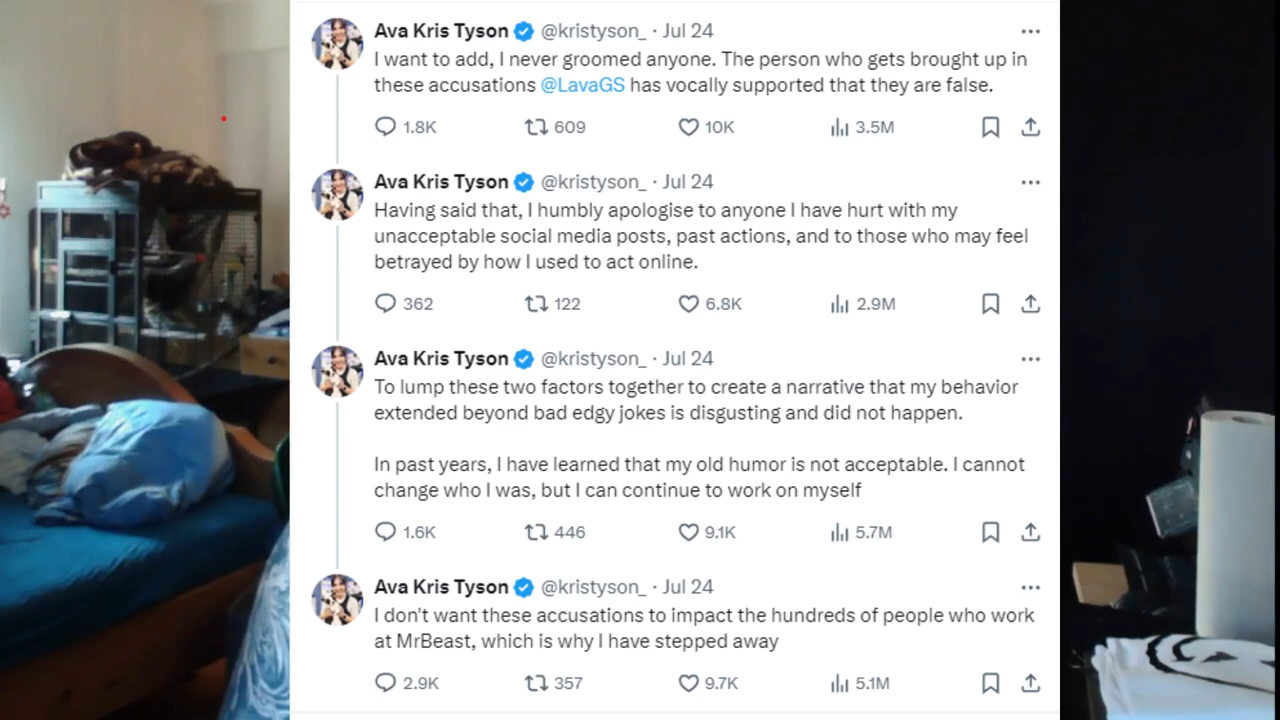 Ava Kris Tyson @kristyson_ · Jul 24
I want to add, I never groomed anyone. The person who gets brought up in
these accusations @LavaGS has vocally supported that they are false.
1.8K 609 10K 3.5M
Ava Kris Tyson @kristyson_ · Jul 24
Having said that, I humbly apologise to anyone I have hurt with my
unacceptable social media posts, past actions, and to those who may feel
betrayed by how I used to act online.
362 122 6.8K 2.9M
Ava Kris Tyson @kristyson_ · Jul 24
To lump these two factors together to create a narrative that my behavior
extended beyond bad edgy jokes is disgusting and did not happen.
In past years, I have learned that my old humor is not acceptable. I cannot
change who I was, but I can continue to work on myself
1.6K 446 9.1K 5.7M
Ava Kris Tyson @kristyson_ · Jul 24
I don't want these accusations to impact the hundreds of people who work
at MrBeast, which is why I have stepped away
2.9K 357 9.7K 5.1M